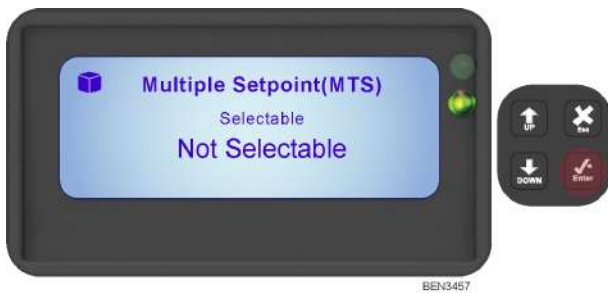 Multiple Setpoint(MTS)
Selectable
Not Selectable
UP
Esc
DOWN
Enter
BEN3457